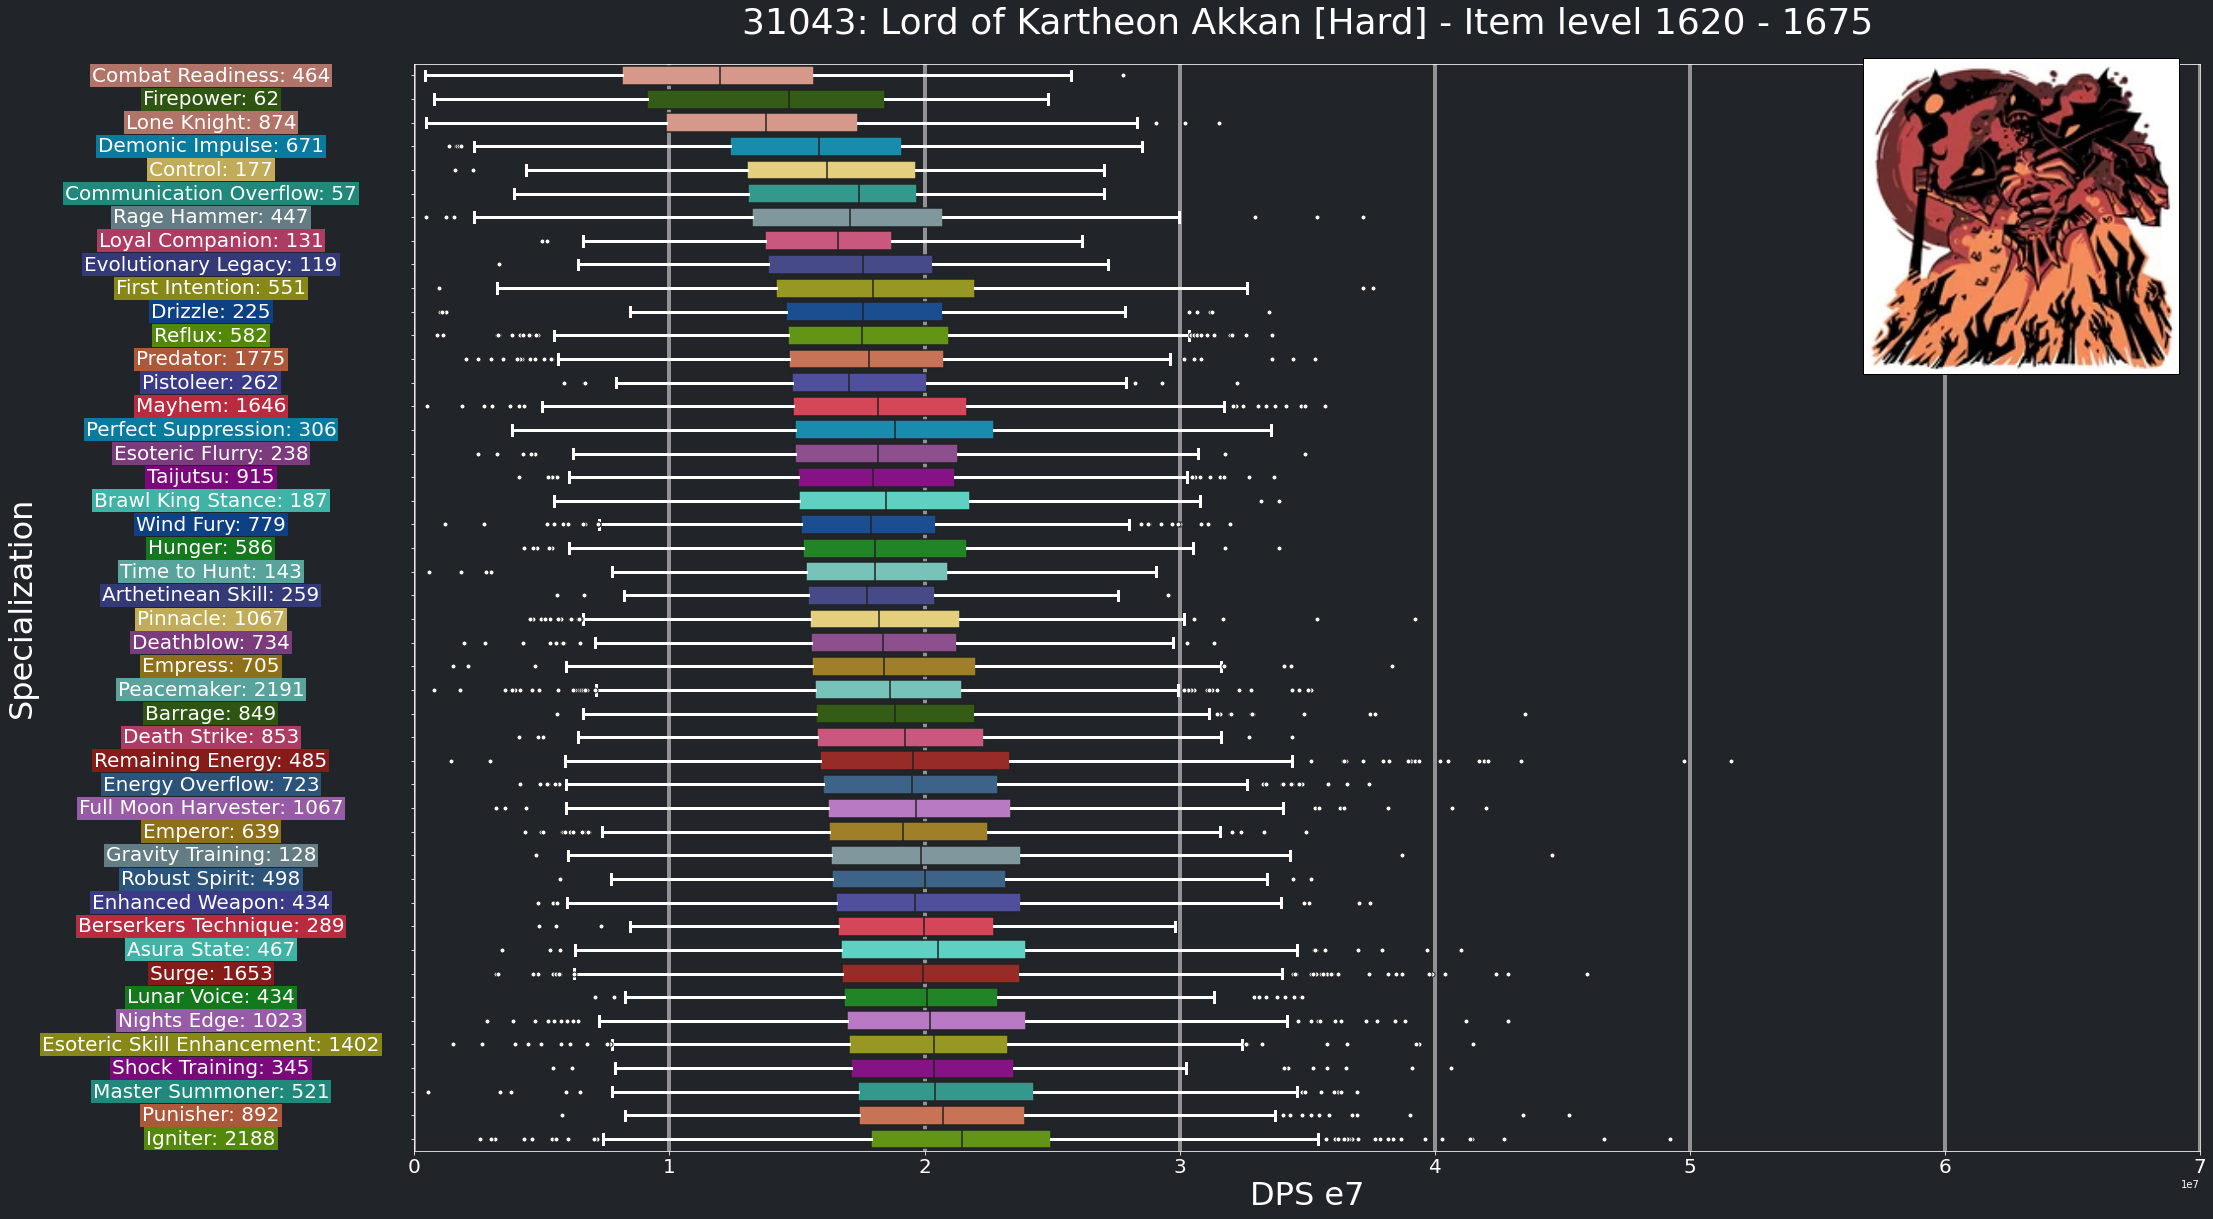 31043: Lord of Kartheon Akkan [Hard] - Item level 1620 - 1675
Specialization
Combat Readiness: 464
Firepower: 62
Lone Knight: 874
Demonic Impulse: 671
Control: 177
Communication Overflow: 57
Rage Hammer: 447
Loyal Companion: 131
Evolutionary Legacy: 119
First Intention: 551
Drizzle: 225
Reflux: 582
Predator: 1775
Pistoleer: 262
Mayhem: 1646
Perfect Suppression: 306
Esoteric Flurry: 238
Taijutsu: 915
Brawl King Stance: 187
Wind Fury: 779
Hunger: 586
Time to Hunt: 143
Arthetinean Skill: 259
Pinnacle: 1067
Deathblow: 734
Empress: 705
Peacemaker: 2191
Barrage: 849
Death Strike: 853
Remaining Energy: 485
Energy Overflow: 723
Full Moon Harvester: 1067
Emperor: 639
Gravity Training: 128
Robust Spirit: 498
Enhanced Weapon: 434
Berserkers Technique: 289
Asura State: 467
Surge: 1653
Lunar Voice: 434
Nights Edge: 1023
Esoteric Skill Enhancement: 1402
Shock Training: 345
Master Summoner: 521
Punisher: 892
Igniter: 2188
0 1 2 3 4 5 6 7
1e7
DPS e7